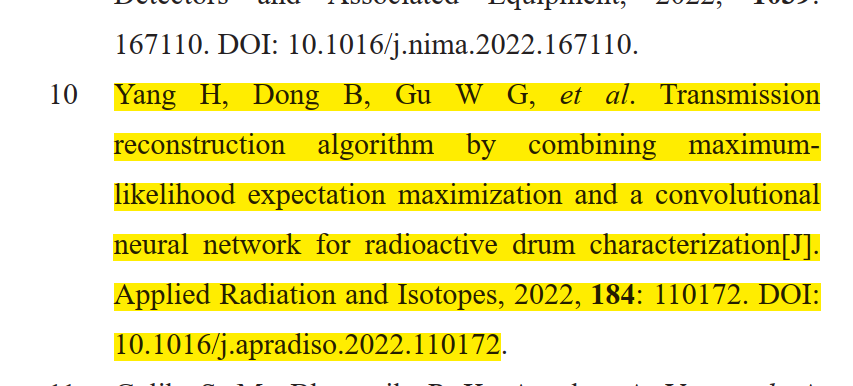 Detectors and Associated Equipment, 2022, 1039:
167110. DOI: 10.1016/j.nima.2022.167110.
10 Yang H, Dong B, Gu W G, et al. Transmission
reconstruction algorithm by combining maximum-
likelihood expectation maximization and a convolutional
neural network for radioactive drum characterization[J].
Applied Radiation and Isotopes, 2022, 184: 110172. DOI:
10.1016/j.apradiso.2022.110172.